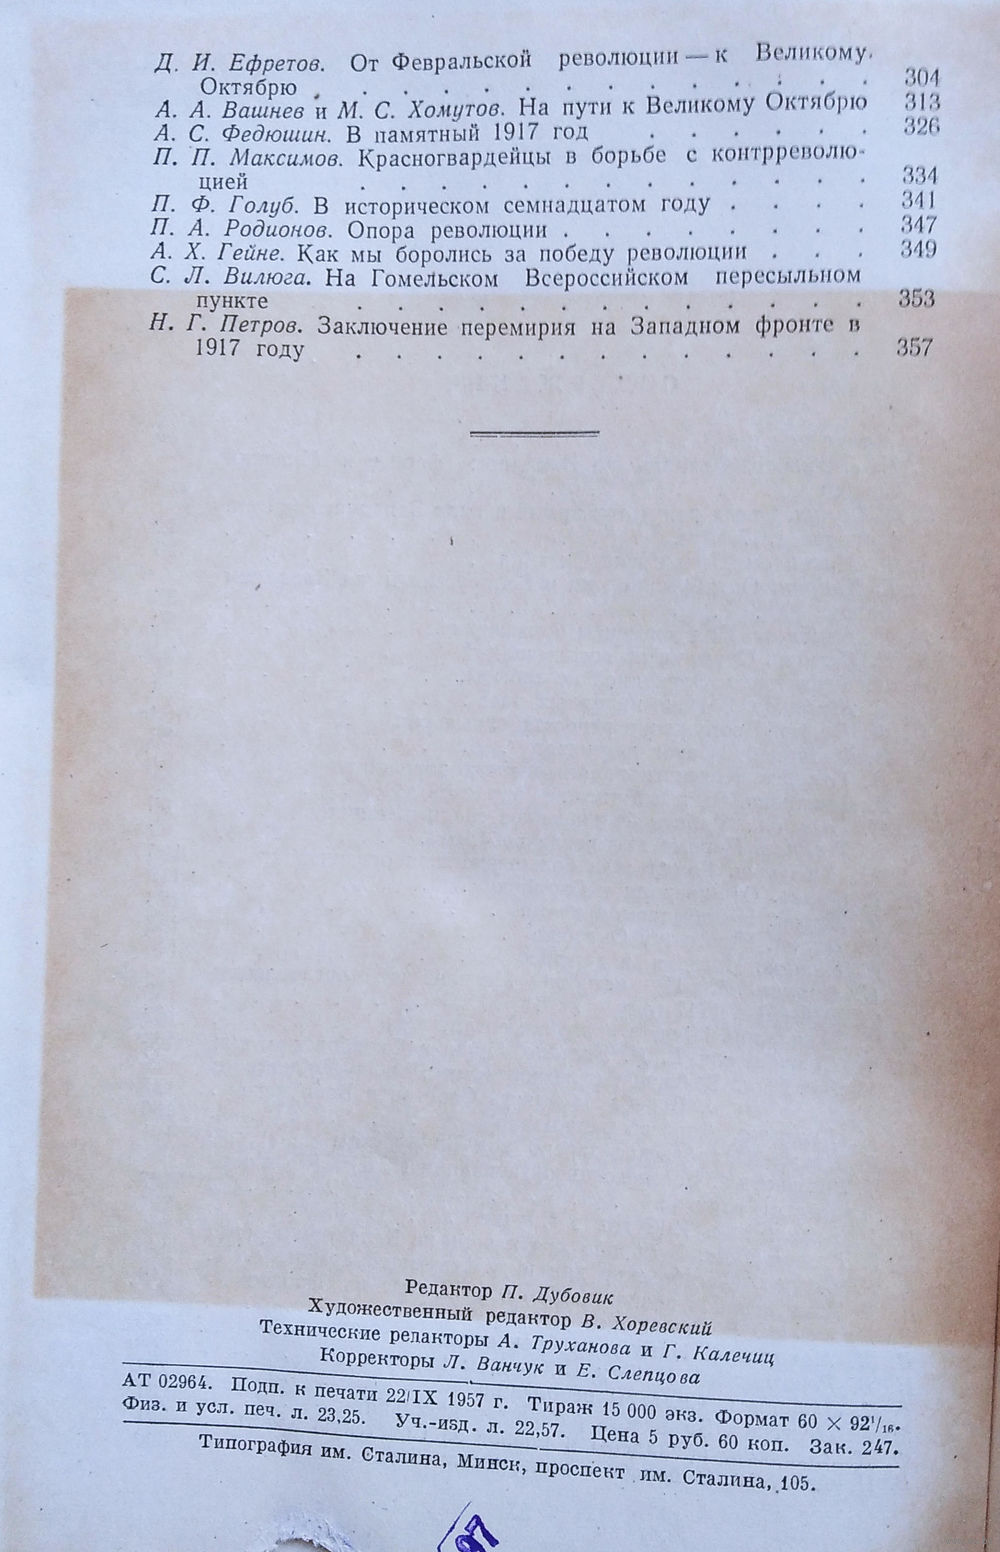 Д. И. Ефретов. От Февральской революции — к Великому
Октябрю . . . . . . . . . . . . . . 304
А. А. Вашнев и М. С. Хомутов. На пути к Великому Октябрю 313
А. С. Федюшин. В памятный 1917 год . . . . . . 326
П. П. Максимов. Красногвардейцы в борьбе с контрреволю-
цией . . . . . . . . . . . . . 334
П. Ф. Голуб. В историческом семнадцатом году . . . . 341
П. А. Родионов. Опора революции . . . . . . . . 347
А. Х. Гейне. Как мы боролись за победу революции . . . 349
С. Л. Вилюга. На Гомельском Всероссийском пересыльном
пункте . . . . . . . . . . . . . 353
Н. Г. Петров. Заключение перемирия на Западном фронте в
1917 году . . . . . . . . . . . . . 357
Редактор П. Дубовик
Художественный редактор В. Хоревский
Технические релакторы А. Труханова и Г. Калечиц
Корректоры Л. Ванчук и Е. Слепцова
АТ 02964. Подп. к печати 22/IX 1957 г. Тираж 15 000 экз. Формат 60 × 92¹/₁₆.
Физ. и усл. печ. л. 23,25. Уч.-изд. л. 22,57. Цена 5 руб. 60 коп. Зак. 247.
Типография им. Сталина, Минск, проспект им. Сталина, 105.
97